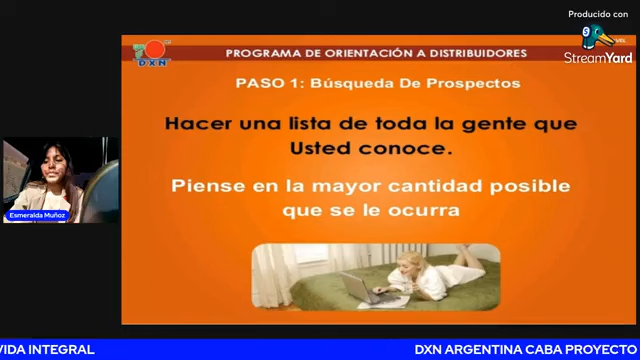 Producido con
StreamYard
DXN
PROGRAMA DE ORIENTACIÓN A DISTRIBUIDORES
PASO 1: Búsqueda De Prospectos
Hacer una lista de toda la gente que
Usted conoce.
Piense en la mayor cantidad posible
que se le ocurra
Esmeralda Muñoz
VIDA INTEGRAL
DXN ARGENTINA CABA PROYECTO